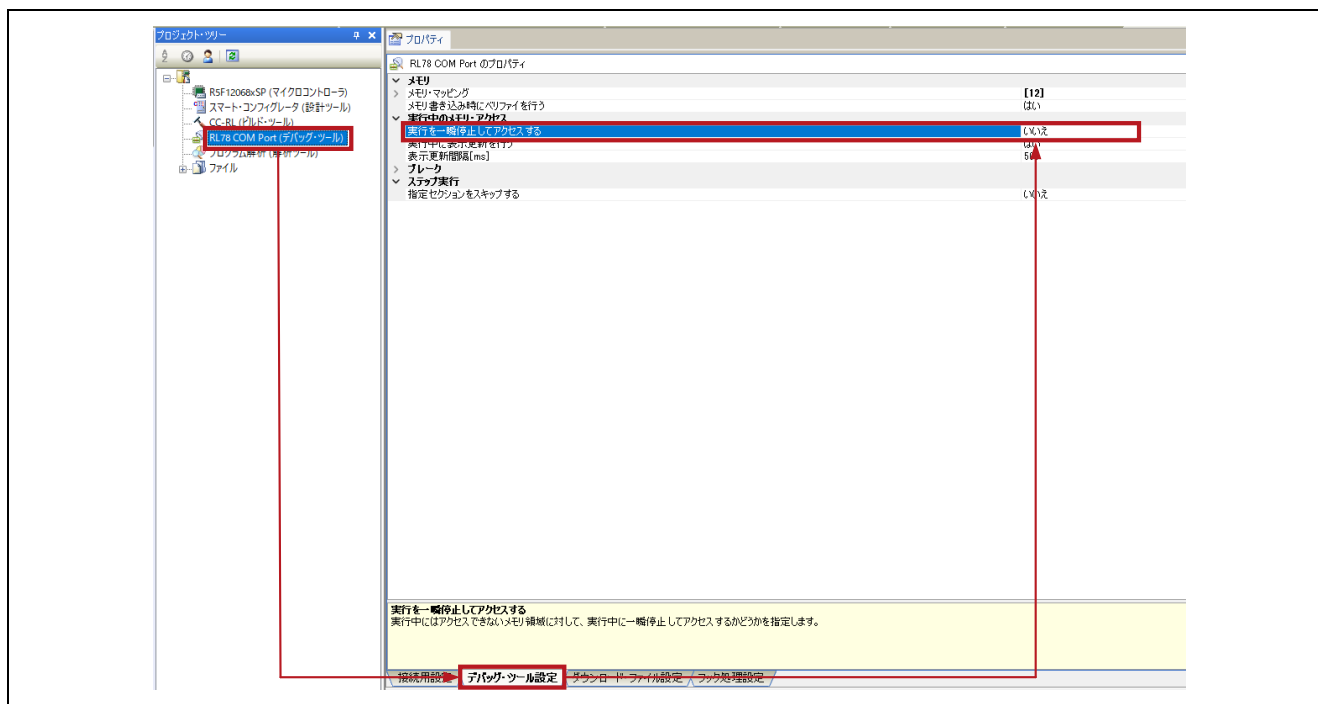 プロジェクト・ツリー
R5F12068xSP (マイクロコントローラ)
スマート・コンフィグレータ (設計ツール)
CC-RL (ビルド・ツール)
RL78 COM Port (デバッグ・ツール)
プログラム解析 (解析ツール)
ファイル
プロパティ
RL78 COM Port のプロパティ
メモリ
メモリ・マッピング [12]
メモリ書き込み時にベリファイを行う はい
実行中のメモリ・アクセス
実行を一瞬停止してアクセスする いいえ
実行中に表示更新を行う はい
表示更新間隔[ms]
ブレーク
ステップ実行
指定セクションをスキップする いいえ
実行を一瞬停止してアクセスする
実行中にはアクセスできないメモリ領域に対して、実行中に一瞬停止してアクセスするかどうかを指定します。
接続用設定 デバッグ・ツール設定 ダウンロード・ファイル設定 フック処理設定